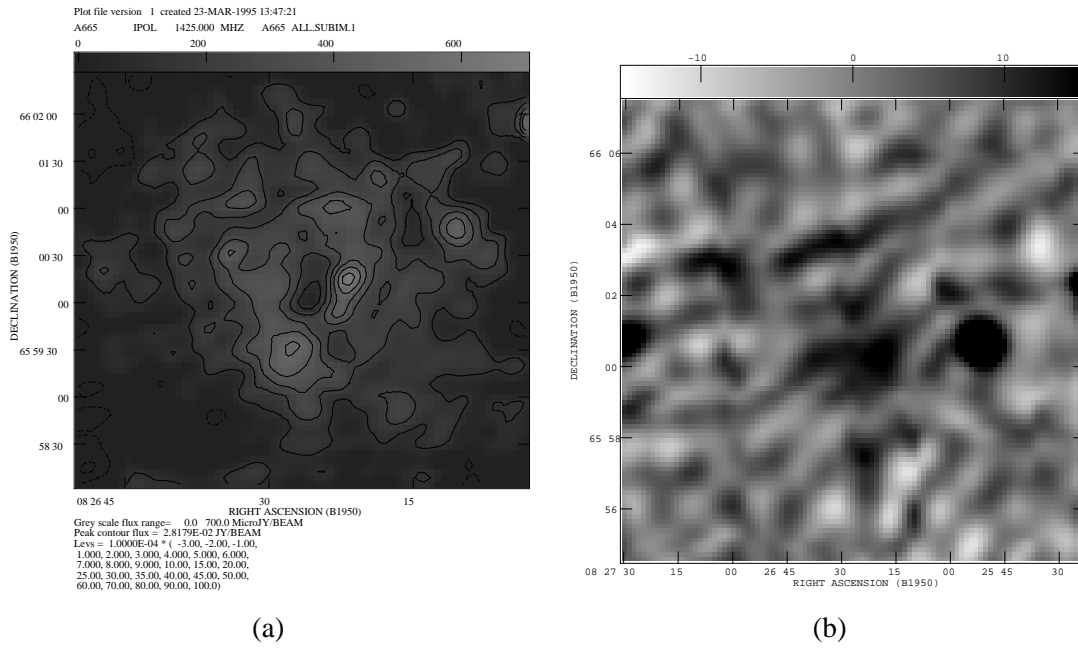 Plot file version 1 created 23-MAR-1995 13:47:21
A665 IPOL 1425.000 MHZ A665 ALL.SUBIM.1
0 200 400 600
DECLINATION (B1950)
66 02 00
01 30
00
00 30
00
65 59 30
00
58 30
08 26 45 30 15
RIGHT ASCENSION (B1950)
Grey scale flux range= 0.0 700.0 MicroJY/BEAM
Peak contour flux = 2.8179E-02 JY/BEAM
Levs = 1.0000E-04 * ( -3.00, -2.00, -1.00,
1.000, 2.000, 3.000, 4.000, 5.000, 6.000,
7.000, 8.000, 9.000, 10.00, 15.00, 20.00,
25.00, 30.00, 35.00, 40.00, 45.00, 50.00,
60.00, 70.00, 80.00, 90.00, 100.0)
(a)
-10 0 10
DECLINATION (B1950)
66 06
04
02
00
65 58
56
08 27 30 15 00 26 45 30 15 00 25 45 30
RIGHT ASCENSION (B1950)
(b)